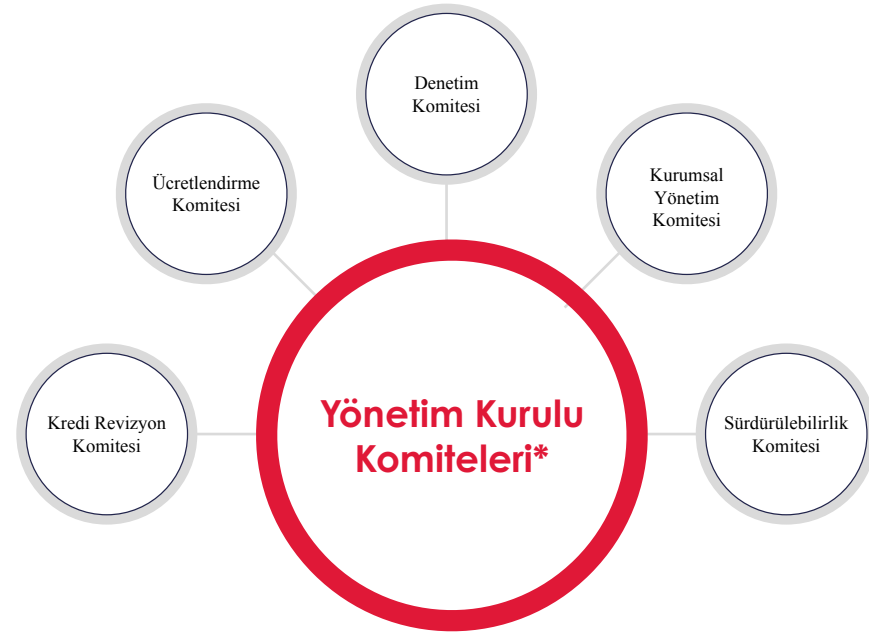 Denetim
Komitesi
Ücretlendirme
Komitesi
Kurumsal
Yönetim
Komitesi
Kredi Revizyon
Komitesi
Yönetim Kurulu
Komiteleri*
Sürdürülebilirlik
Komitesi